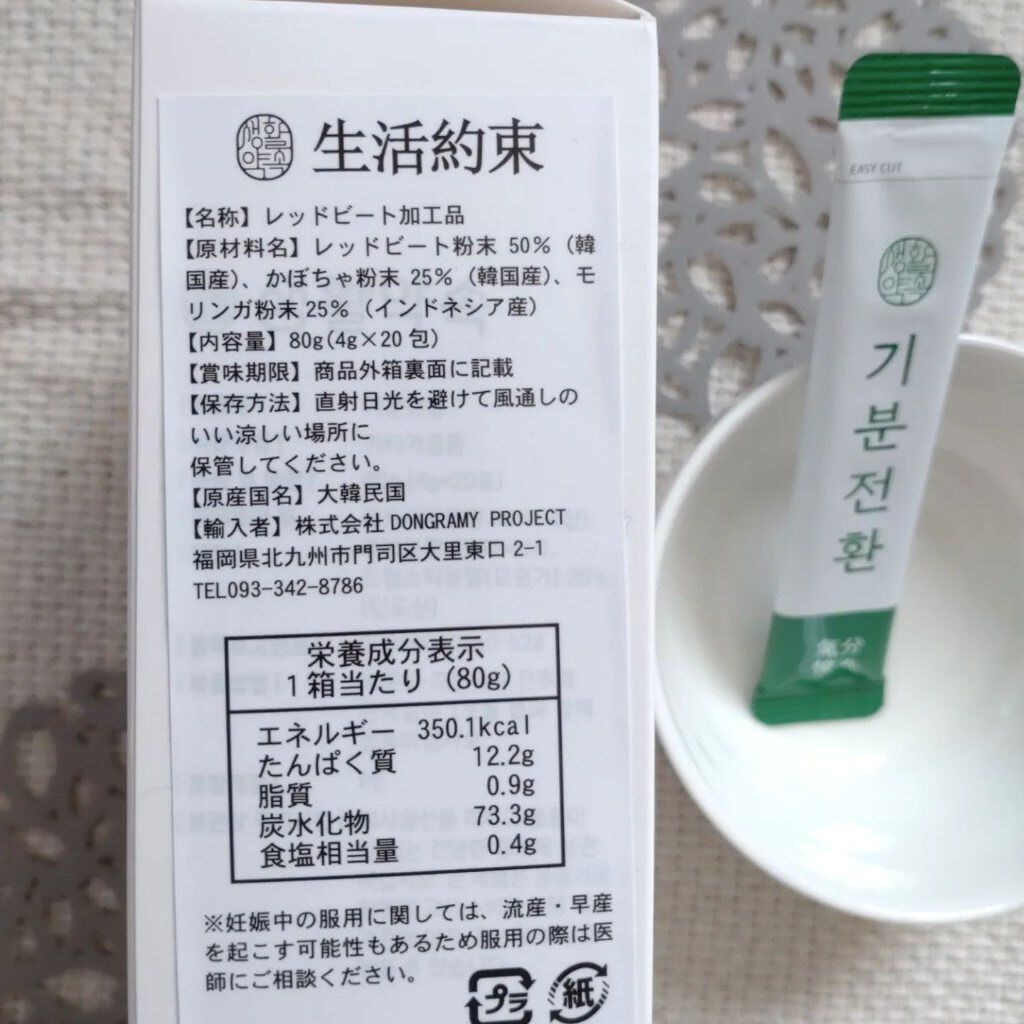 생활약속
生活約束
【名称】レッドビート加工品
【原材料名】レッドビート粉末 50%（韓
国産）、かぼちゃ粉末 25%（韓国産）、モ
リンガ粉末 25%（インドネシア産）
【内容量】80g(4g×20 包)
【賞味期限】商品外箱裏面に記載
【保存方法】直射日光を避けて風通しの
いい涼しい場所に
保管してください。
【原産国名】大韓民国
【輸入者】株式会社 DONGRAMY PROJECT
福岡県北九州市門司区大里東口 2-1
TEL093-342-8786
栄養成分表示
1 箱当たり（80g）
エネルギー 350.1kcal
たんぱく質 12.2g
脂質 0.9g
炭水化物 73.3g
食塩相当量 0.4g
※妊娠中の服用に関しては、流産・早産
を起こす可能性もあるため服用の際は医
師にご相談ください。
プラ
紙
EASY CUT
생활약속
기분전환